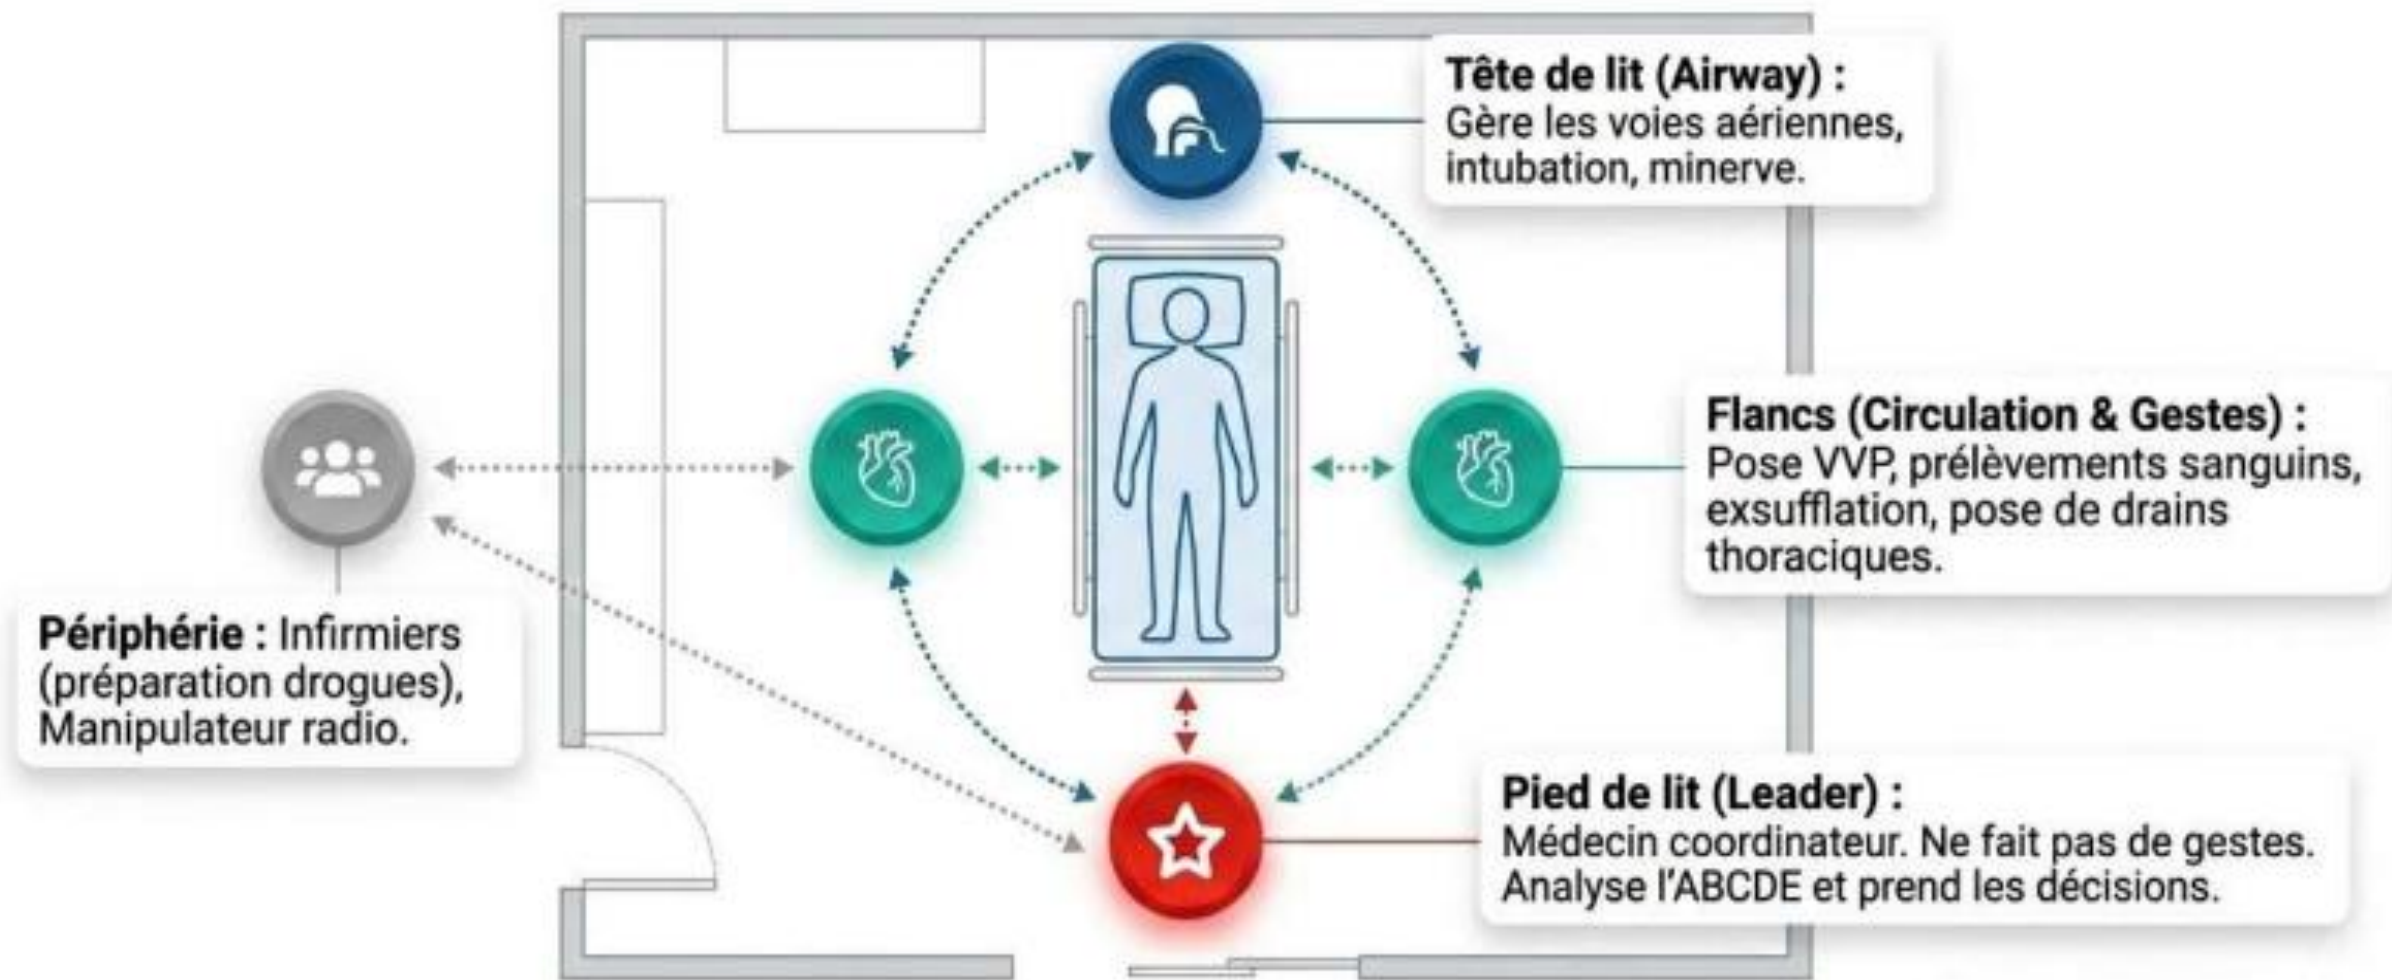 Tête de lit (Airway) :
Gère les voies aériennes,
intubation, minerve.
Flancs (Circulation & Gestes) :
Pose VVP, prélèvements sanguins,
exsufflation, pose de drains
thoraciques.
Périphérie : Infirmiers
(préparation drogues),
Manipulateur radio.
Pied de lit (Leader) :
Médecin coordinateur. Ne fait pas de gestes.
Analyse l'ABCDE et prend les décisions.